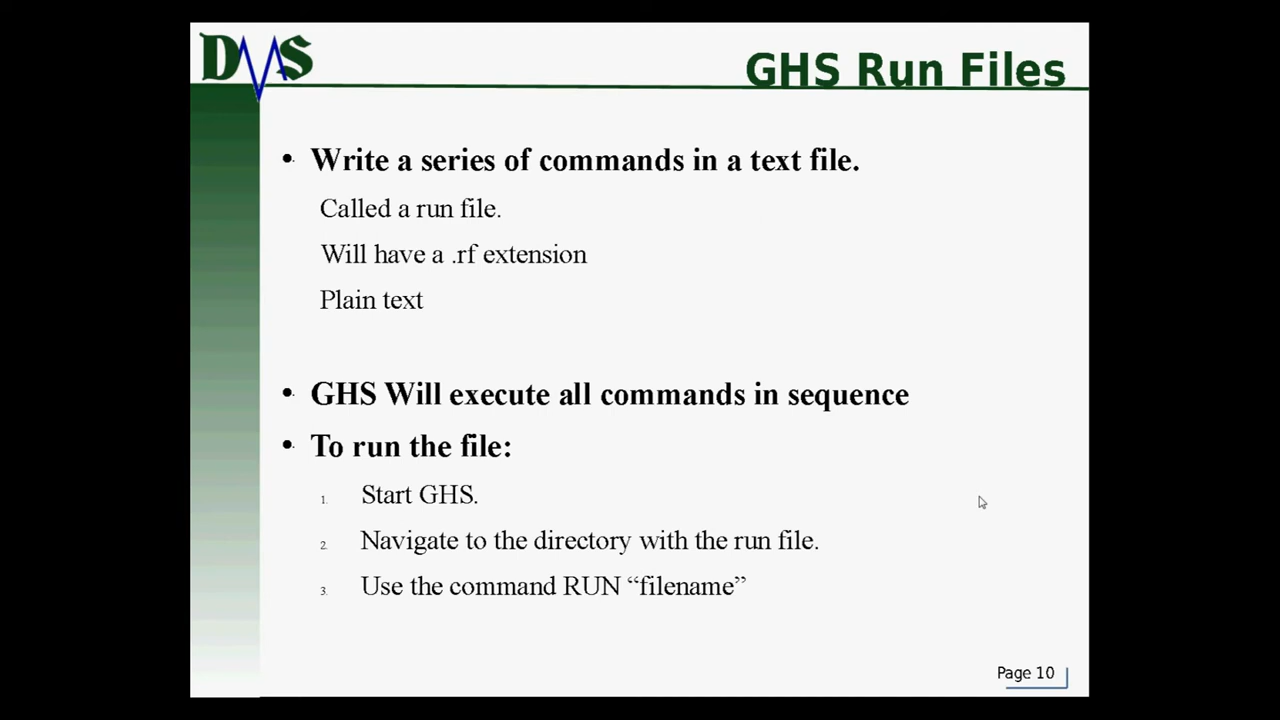 DMS
GHS Run Files
• Write a series of commands in a text file.
Called a run file.
Will have a .rf extension
Plain text
• GHS Will execute all commands in sequence
• To run the file:
1. Start GHS.
2. Navigate to the directory with the run file.
3. Use the command RUN “filename”
Page 10